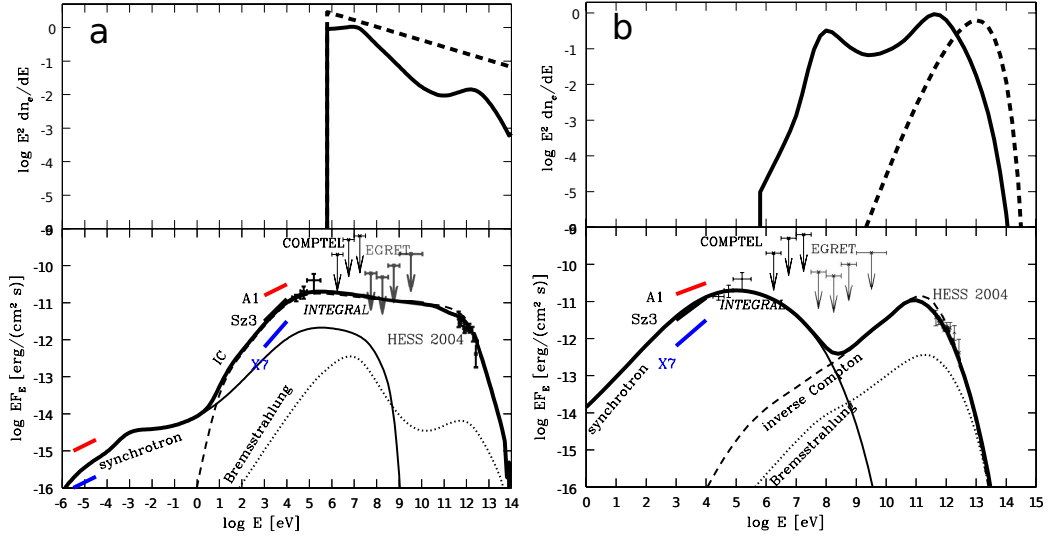 a
log E² dnₑ/dE
0
-1
-2
-3
-4
-5
-9
COMPTEL
EGRET
A1
Sz3
INTEGRAL
HESS 2004
X7
IC
synchrotron
Bremsstrahlung
log EF_E [erg/(cm² s)]
-10
-11
-12
-13
-14
-15
-16
-6 -5 -4 -3 -2 -1 0 1 2 3 4 5 6 7 8 9 10 11 12 13 14
log E [eV]
b
log E² dnₑ/dE
0
-1
-2
-3
-4
-5
COMPTEL
EGRET
A1
Sz3
INTEGRAL
HESS 2004
X7
synchrotron
inverse Compton
Bremsstrahlung
log EF_E [erg/(cm² s)]
-10
-11
-12
-13
-14
-15
-16
0 1 2 3 4 5 6 7 8 9 10 11 12 13 14 15
log E [eV]